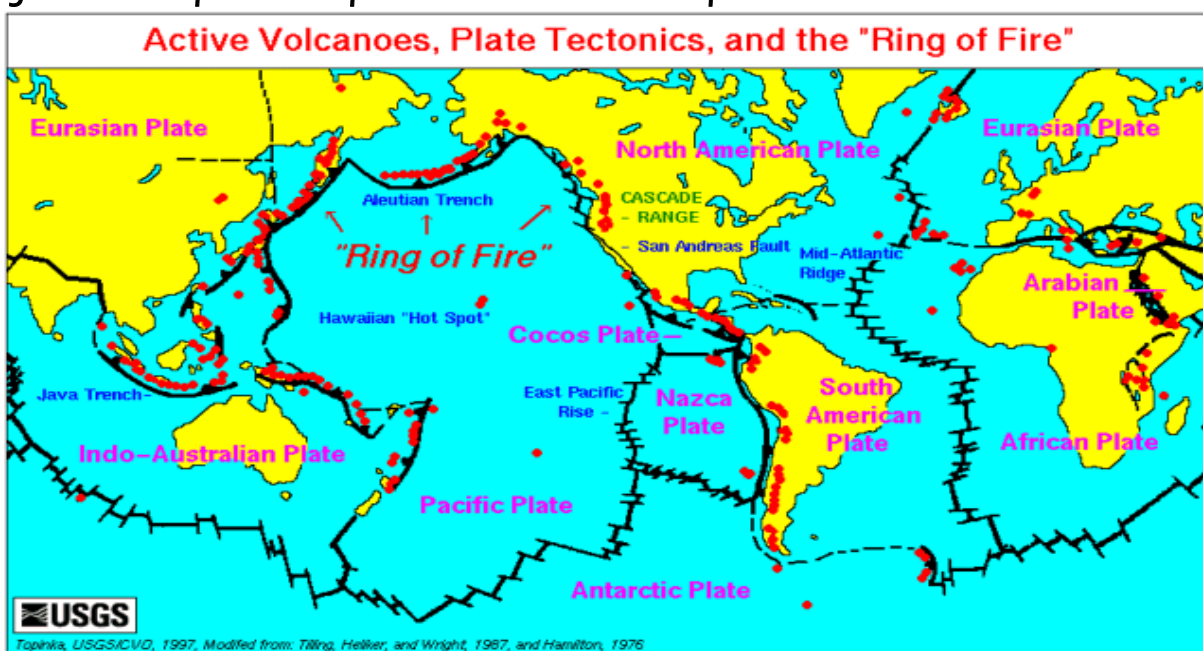 Active Volcanoes, Plate Tectonics, and the "Ring of Fire"
Eurasian Plate
North American Plate
Eurasian Plate
Aleutian Trench
CASCADE
- RANGE
"Ring of Fire"
- San Andreas Fault
Mid-Atlantic
Ridge
Arabian
Plate
Hawaiian "Hot Spot"
Cocos Plate
Java Trench-
East Pacific
Rise -
Nazca
Plate
South
American
Plate
Indo-Australian Plate
African Plate
Pacific Plate
Antarctic Plate
USGS
Topinka, USGS/CVO, 1997, Modified from: Tilling, Heliker, and Wright, 1987, and Hamilton, 1976